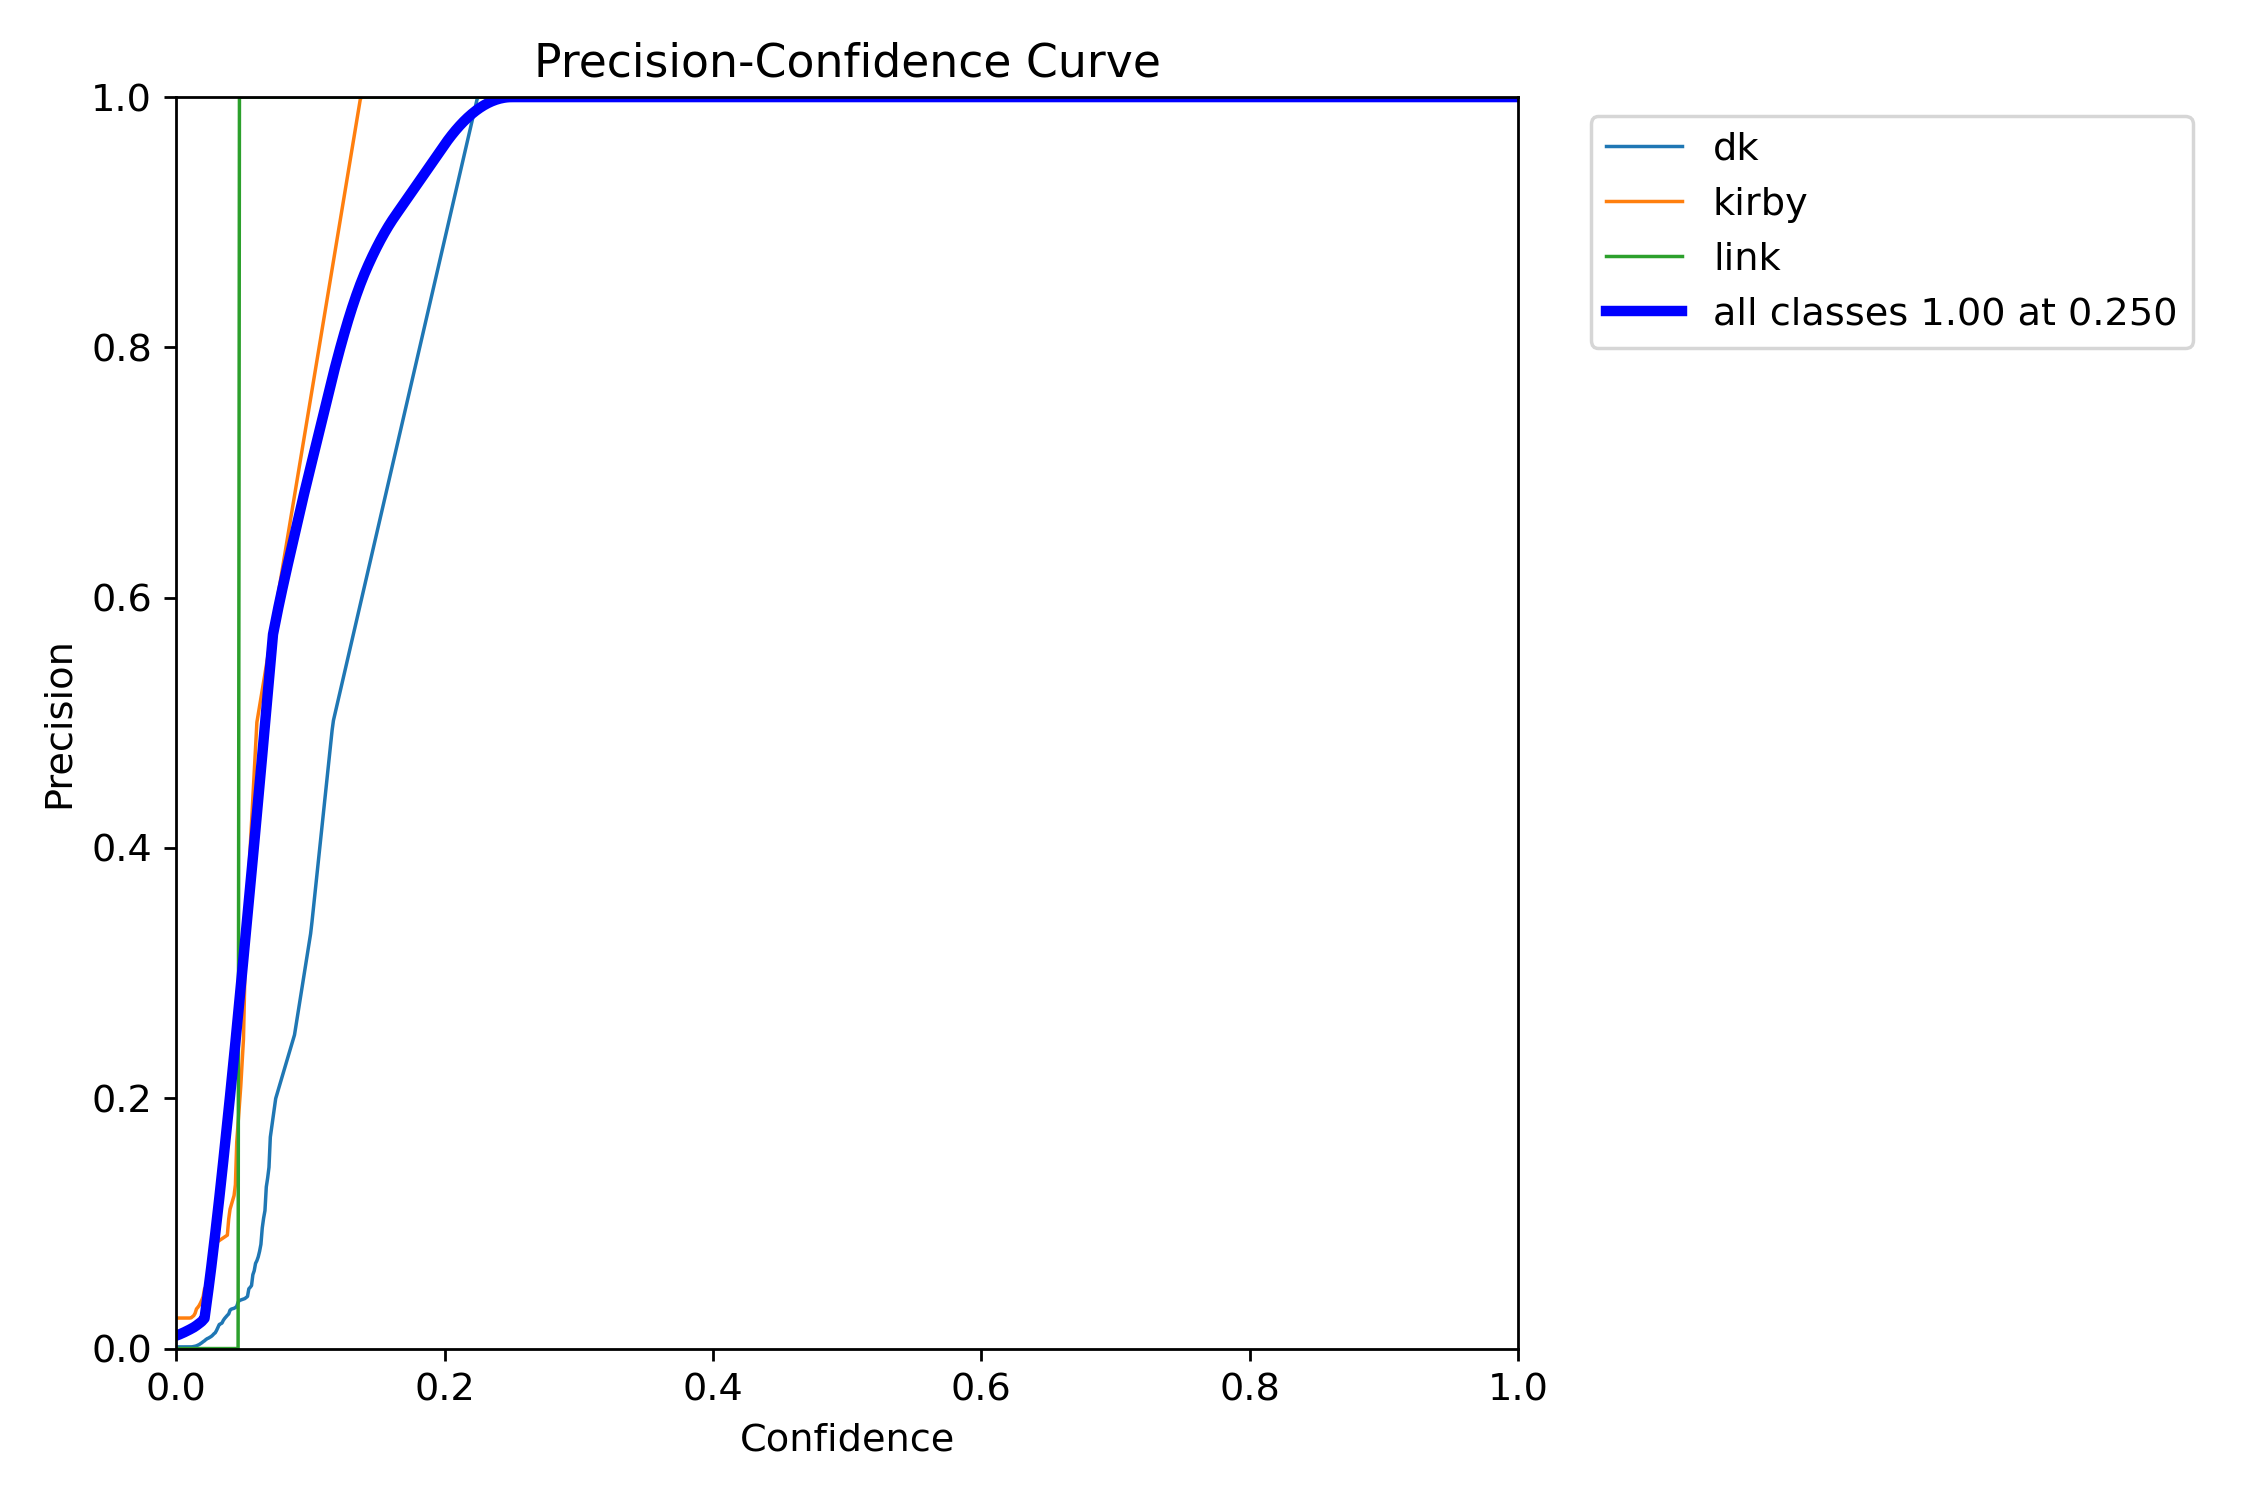 Precision-Confidence Curve
1.0
0.8
0.6
0.4
0.2
0.0
Precision
0.0 0.2 0.4 0.6 0.8 1.0
Confidence
dk
kirby
link
all classes 1.00 at 0.250